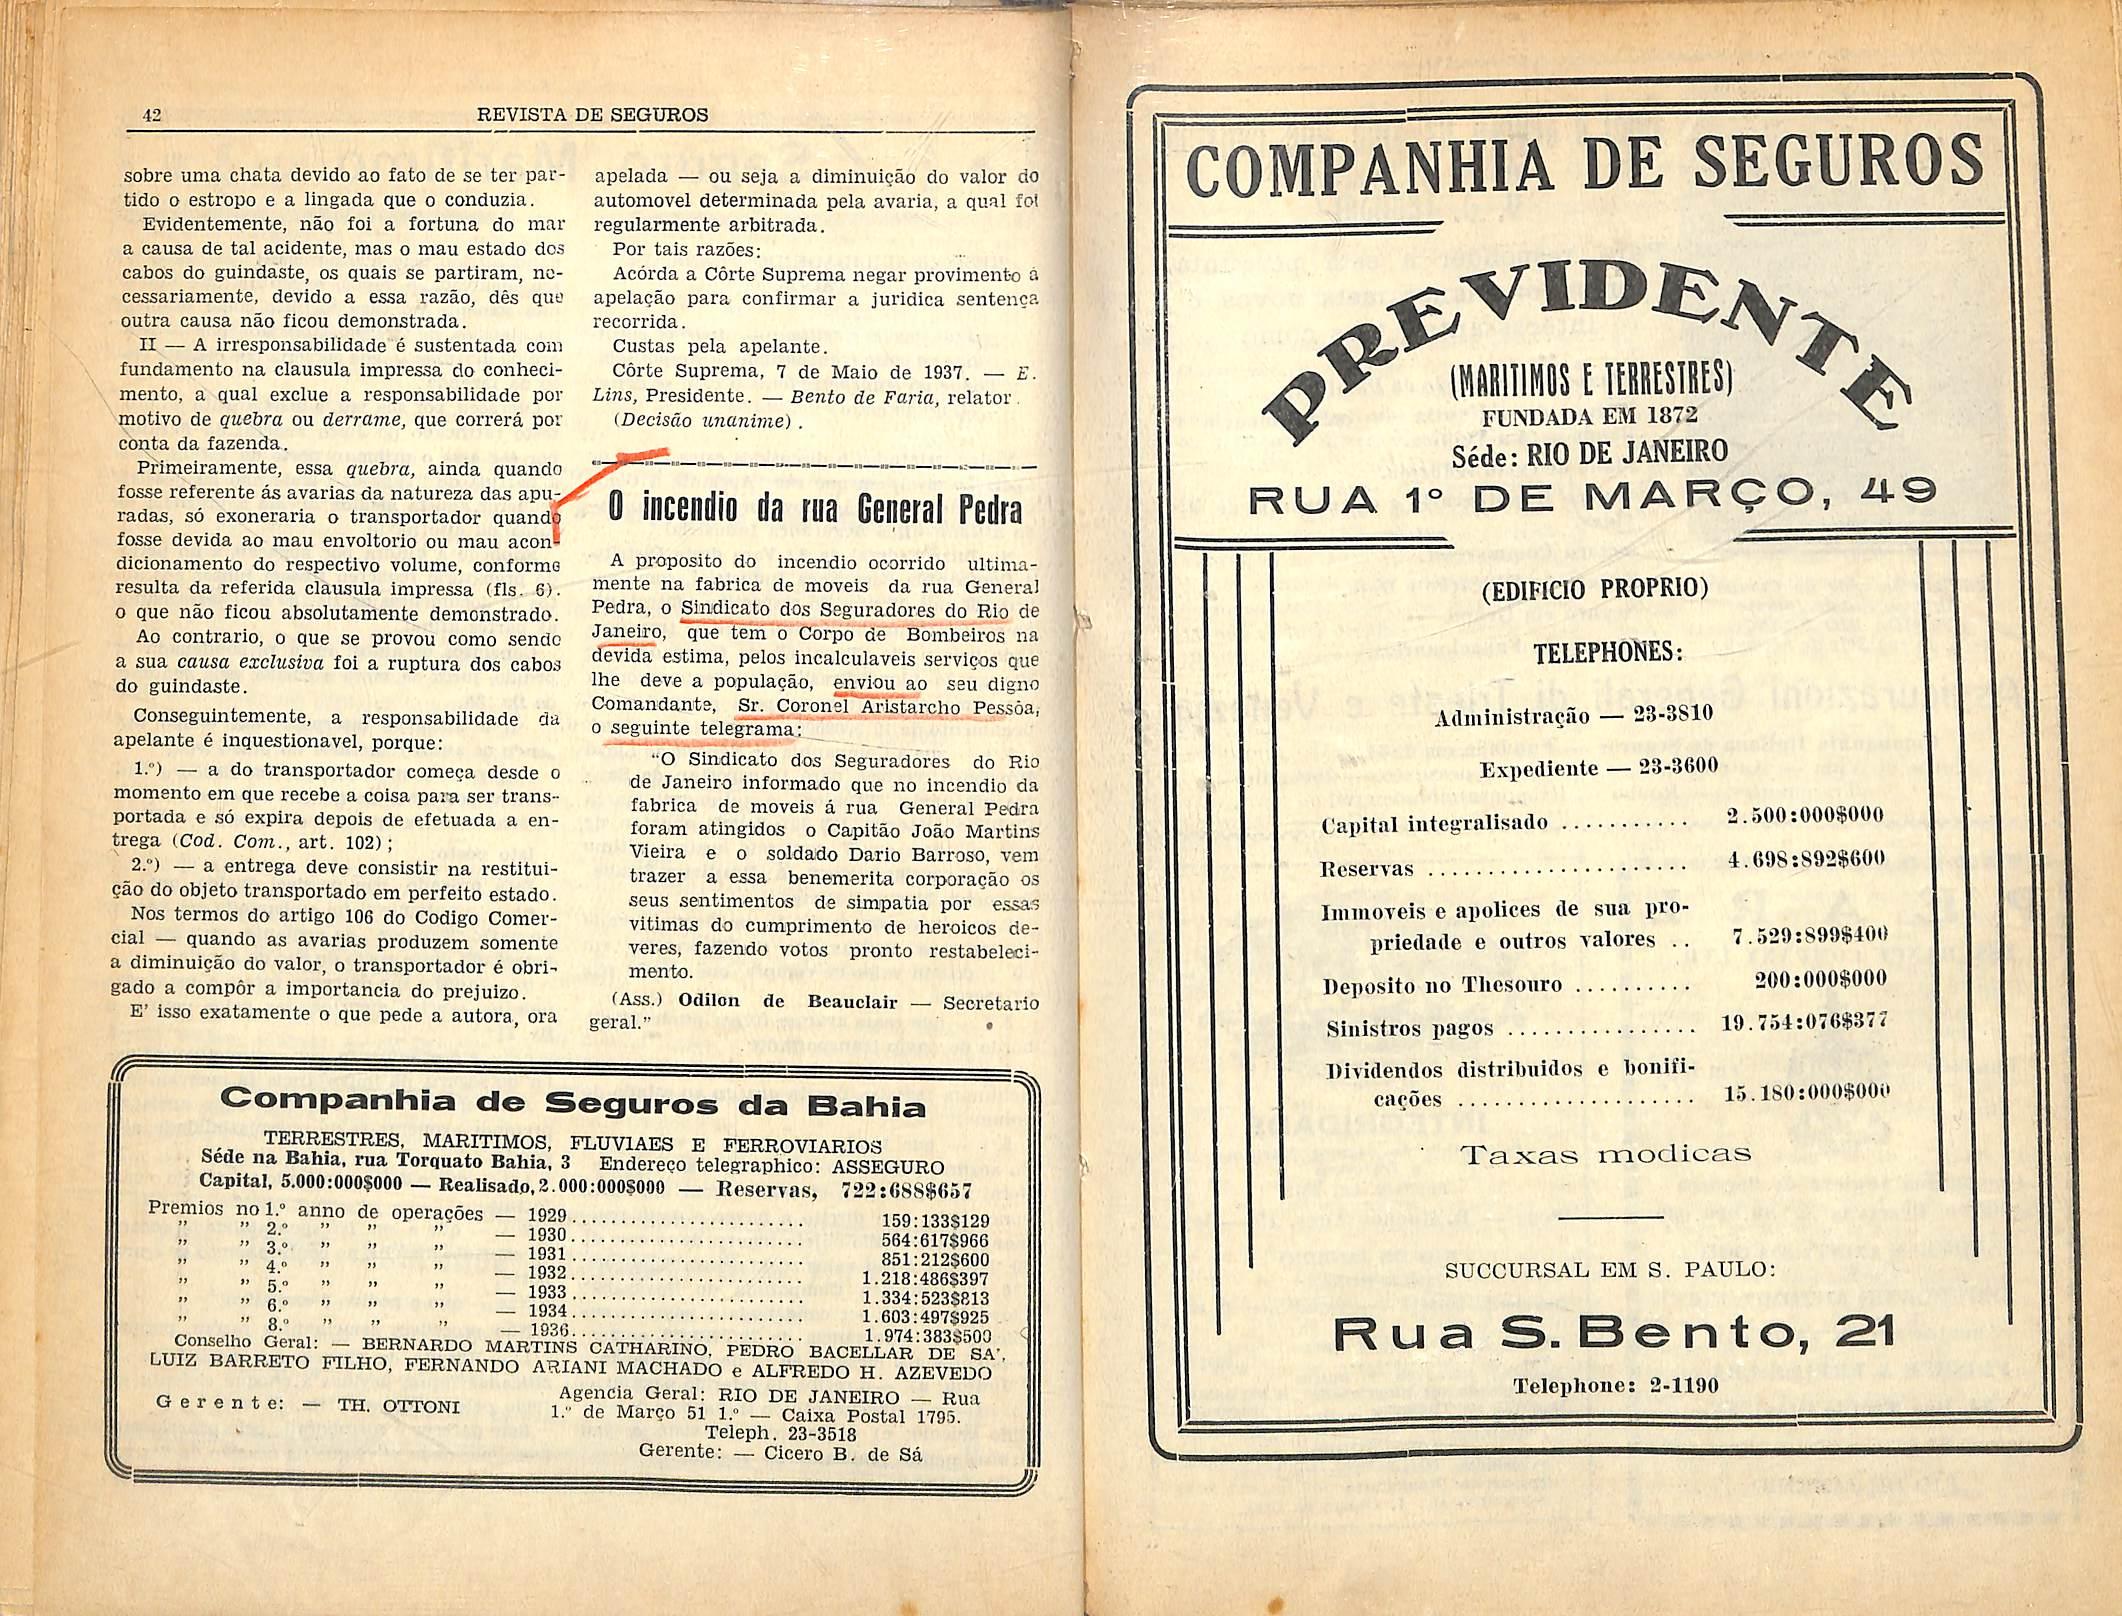 42
REVISTA DE SEGUROS
sobre uma chata devido ao fato de se ter par-
tido o estropo e a lingada que o conduzia.
Evidentemente, não foi a fortuna do mar
a causa de tal acidente, mas o mau estado dos
cabos do guindaste, os quais se partiram, ne-
cessariamente, devido a essa razão, dês que
outra causa não ficou demonstrada.
II — A irresponsabilidade é sustentada com
fundamento na clausula impressa do conheci-
mento, a qual exclue a responsabilidade por
motivo de quebra ou derrame, que correrá por
conta da fazenda.
Primeiramente, essa quebra, ainda quando
fosse referente ás avarias da natureza das apu-
radas, só exoneraria o transportador quando
fosse devida ao mau envoltorio ou mau acon-
dicionamento do respectivo volume, conforme
resulta da referida clausula impressa (fls. 6).
o que não ficou absolutamente demonstrado.
Ao contrario, o que se provou como sendo
a sua causa exclusiva foi a ruptura dos cabos
do guindaste.
Conseguintemente, a responsabilidade da
apelante é inquestionavel, porque:
1.º) — a do transportador começa desde o
momento em que recebe a coisa para ser trans-
portada e só expira depois de efetuada a en-
trega (Cod. Com., art. 102);
2.º) — a entrega deve consistir na restitui-
ção do objeto transportado em perfeito estado.
Nos termos do artigo 106 do Codigo Comer-
cial — quando as avarias produzem somente
a diminuição do valor, o transportador é obri-
gado a compôr a importancia do prejuizo.
E' isso exatamente o que pede a autora, ora
apelada — ou seja a diminuição do valor do
automovel determinada pela avaria, a qual foi
regularmente arbitrada.
Por tais razões:
Acórda a Côrte Suprema negar provimento á
apelação para confirmar a juridica sentença
recorrida.
Custas pela apelante.
Côrte Suprema, 7 de Maio de 1937. — E.
Lins, Presidente. — Bento de Faria, relator.
(Decisão unanime).
O incendio da rua General Pedra
A proposito do incendio ocorrido ultima-
mente na fabrica de moveis da rua General
Pedra, o Sindicato dos Seguradores do Rio de
Janeiro, que tem o Corpo de Bombeiros na
devida estima, pelos incalculaveis serviços que
lhe deve a população, enviou ao seu digno
Comandante, Sr. Coronel Aristarcho Pessôa,
o seguinte telegrama:
"O Sindicato dos Seguradores do Rio
de Janeiro informado que no incendio da
fabrica de moveis á rua General Pedra
foram atingidos o Capitão João Martins
Vieira e o soldado Dario Barroso, vem
trazer a essa benemerita corporação os
seus sentimentos de simpatia por essas
vitimas do cumprimento de heroicos de-
veres, fazendo votos pronto restabeleci-
mento.
(Ass.) Odilon de Beauclair — Secretario
geral."
Companhia de Seguros da Bahia
TERRESTRES, MARITIMOS, FLUVIAES E FERROVIARIOS
Séde na Bahia, rua Torquato Bahia, 3 Endereço telegraphico: ASSEGURO
Capital, 5.000:000$000 — Realisado, 2.000:000$000 — Reservas, 722:688$657
Premios no 1.º anno de operações — 1929 ........................ 159:133$129
" " 2.º " " " — 1930 ........................ 564:617$966
" " 3.º " " " — 1931 ........................ 851:212$600
" " 4.º " " " — 1932 ........................ 1.218:486$397
" " 5.º " " " — 1933 ........................ 1.334:523$813
" " 6.º " " " — 1934 ........................ 1.603:497$925
" " 8.º " " " — 1936 ........................ 1.974:383$500
Conselho Geral: — BERNARDO MARTINS CATHARINO, PEDRO BACELLAR DE SA',
LUIZ BARRETO FILHO, FERNANDO ARIANI MACHADO e ALFREDO H. AZEVEDO
Gerente: — TH. OTTONI
Agencia Geral: RIO DE JANEIRO — Rua
1.º de Março 51 1.º — Caixa Postal 1795.
Teleph. 23-3518
Gerente: — Cicero B. de Sá
COMPANHIA DE SEGUROS
PREVIDENTE
(MARITIMOS E TERRESTRES)
FUNDADA EM 1872
Séde: RIO DE JANEIRO
RUA 1º DE MARÇO, 49
(EDIFICIO PROPRIO)
TELEPHONES:
Administração — 23-3810
Expediente — 23-3600
Capital integralisado ........... 2.500:000$000
Reservas ...................... 4.698:892$600
Immoveis e apolices de sua pro-
priedade e outros valores .. 7.529:899$400
Deposito no Thesouro .......... 200:000$000
Sinistros pagos ................ 19.754:076$377
Dividendos distribuidos e bonifi-
cações .................... 15.180:000$000
Taxas modicas
SUCCURSAL EM S. PAULO:
Rua S. Bento, 21
Telephone: 2-1190